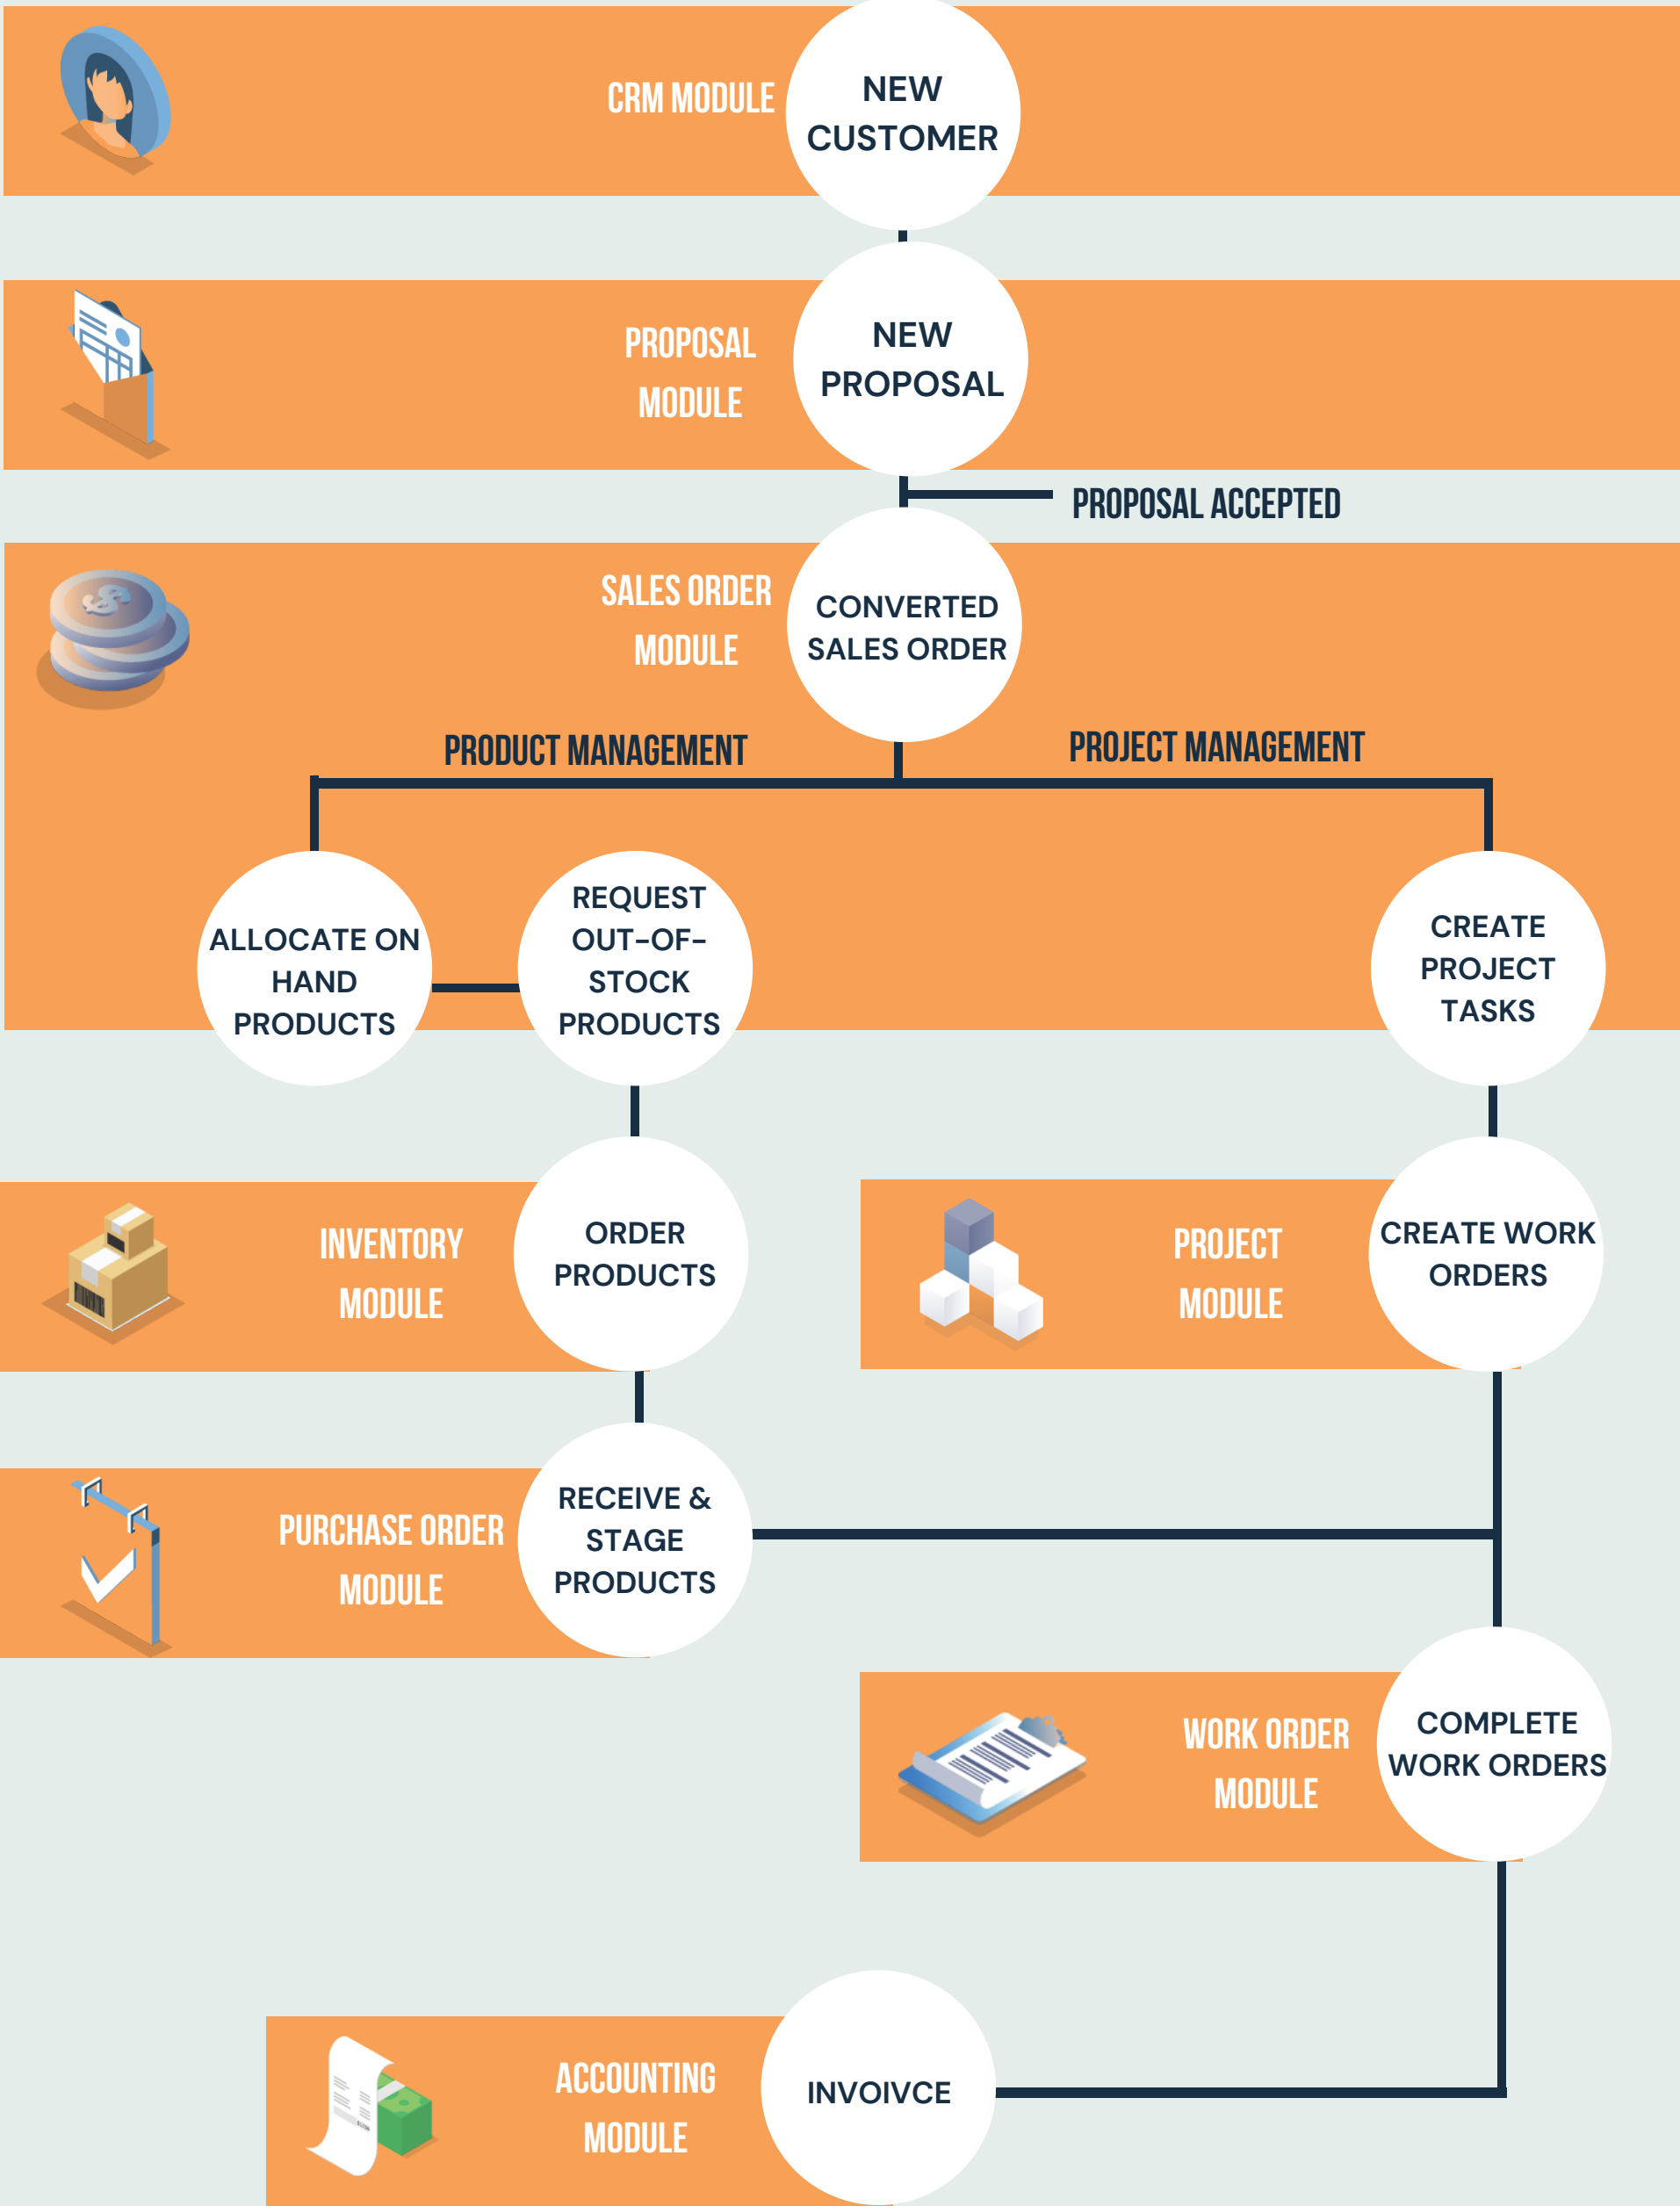 CRM MODULE
NEW
CUSTOMER
PROPOSAL
MODULE
NEW
PROPOSAL
PROPOSAL ACCEPTED
SALES ORDER
MODULE
CONVERTED
SALES ORDER
PRODUCT MANAGEMENT
PROJECT MANAGEMENT
ALLOCATE ON
HAND
PRODUCTS
REQUEST
OUT-OF-
STOCK
PRODUCTS
CREATE
PROJECT
TASKS
INVENTORY
MODULE
ORDER
PRODUCTS
PROJECT
MODULE
CREATE WORK
ORDERS
PURCHASE ORDER
MODULE
RECEIVE &
STAGE
PRODUCTS
WORK ORDER
MODULE
COMPLETE
WORK ORDERS
ACCOUNTING
MODULE
INVOIVCE